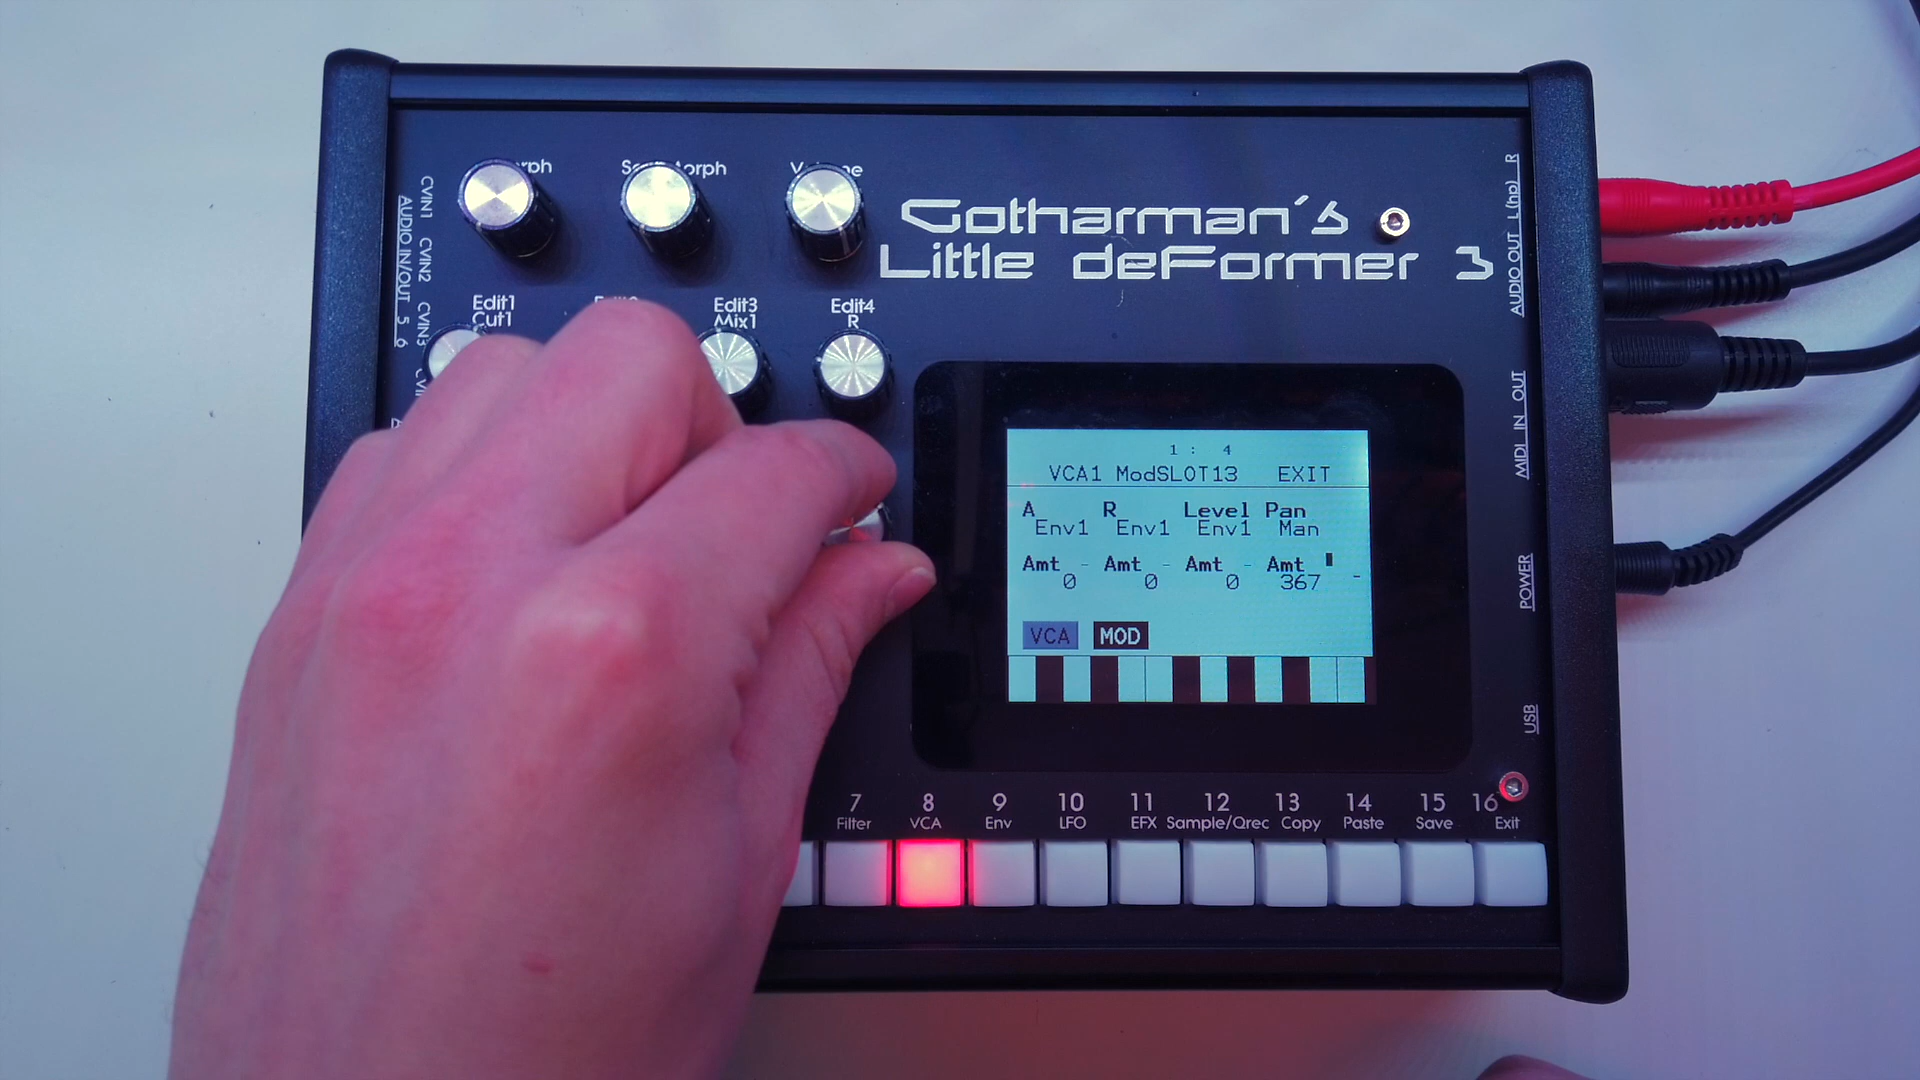 Volume
Gotharman's
Little deFormer 3
CVIN1 CVIN2 CVIN3
AUDIO IN/OUT 5 6
Edit1
Cut1
Edit3
Mix1
Edit4
R
AUDIO OUT L(hp) R
MIDI IN OUT
POWER
USB
1: 4
VCA1 ModSLOT13 EXIT
A R Level Pan
Env1 Env1 Env1 Man
Amt Amt Amt Amt
0 0 0 367
VCA MOD
7 8 9 10 11 12 13 14 15 16
Filter VCA Env LFO EFX Sample/Qrec Copy Paste Save Exit